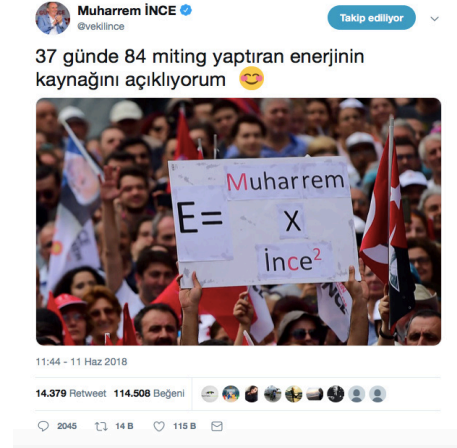 Muharrem İNCE
@vekilince
Takip ediliyor
37 günde 84 miting yaptıran enerjinin
kaynağını açıklıyorum
Muharrem
E=
X
İnce²
11:44 - 11 Haz 2018
14.379 Retweet 114.508 Beğeni
2045 14 B 115 B